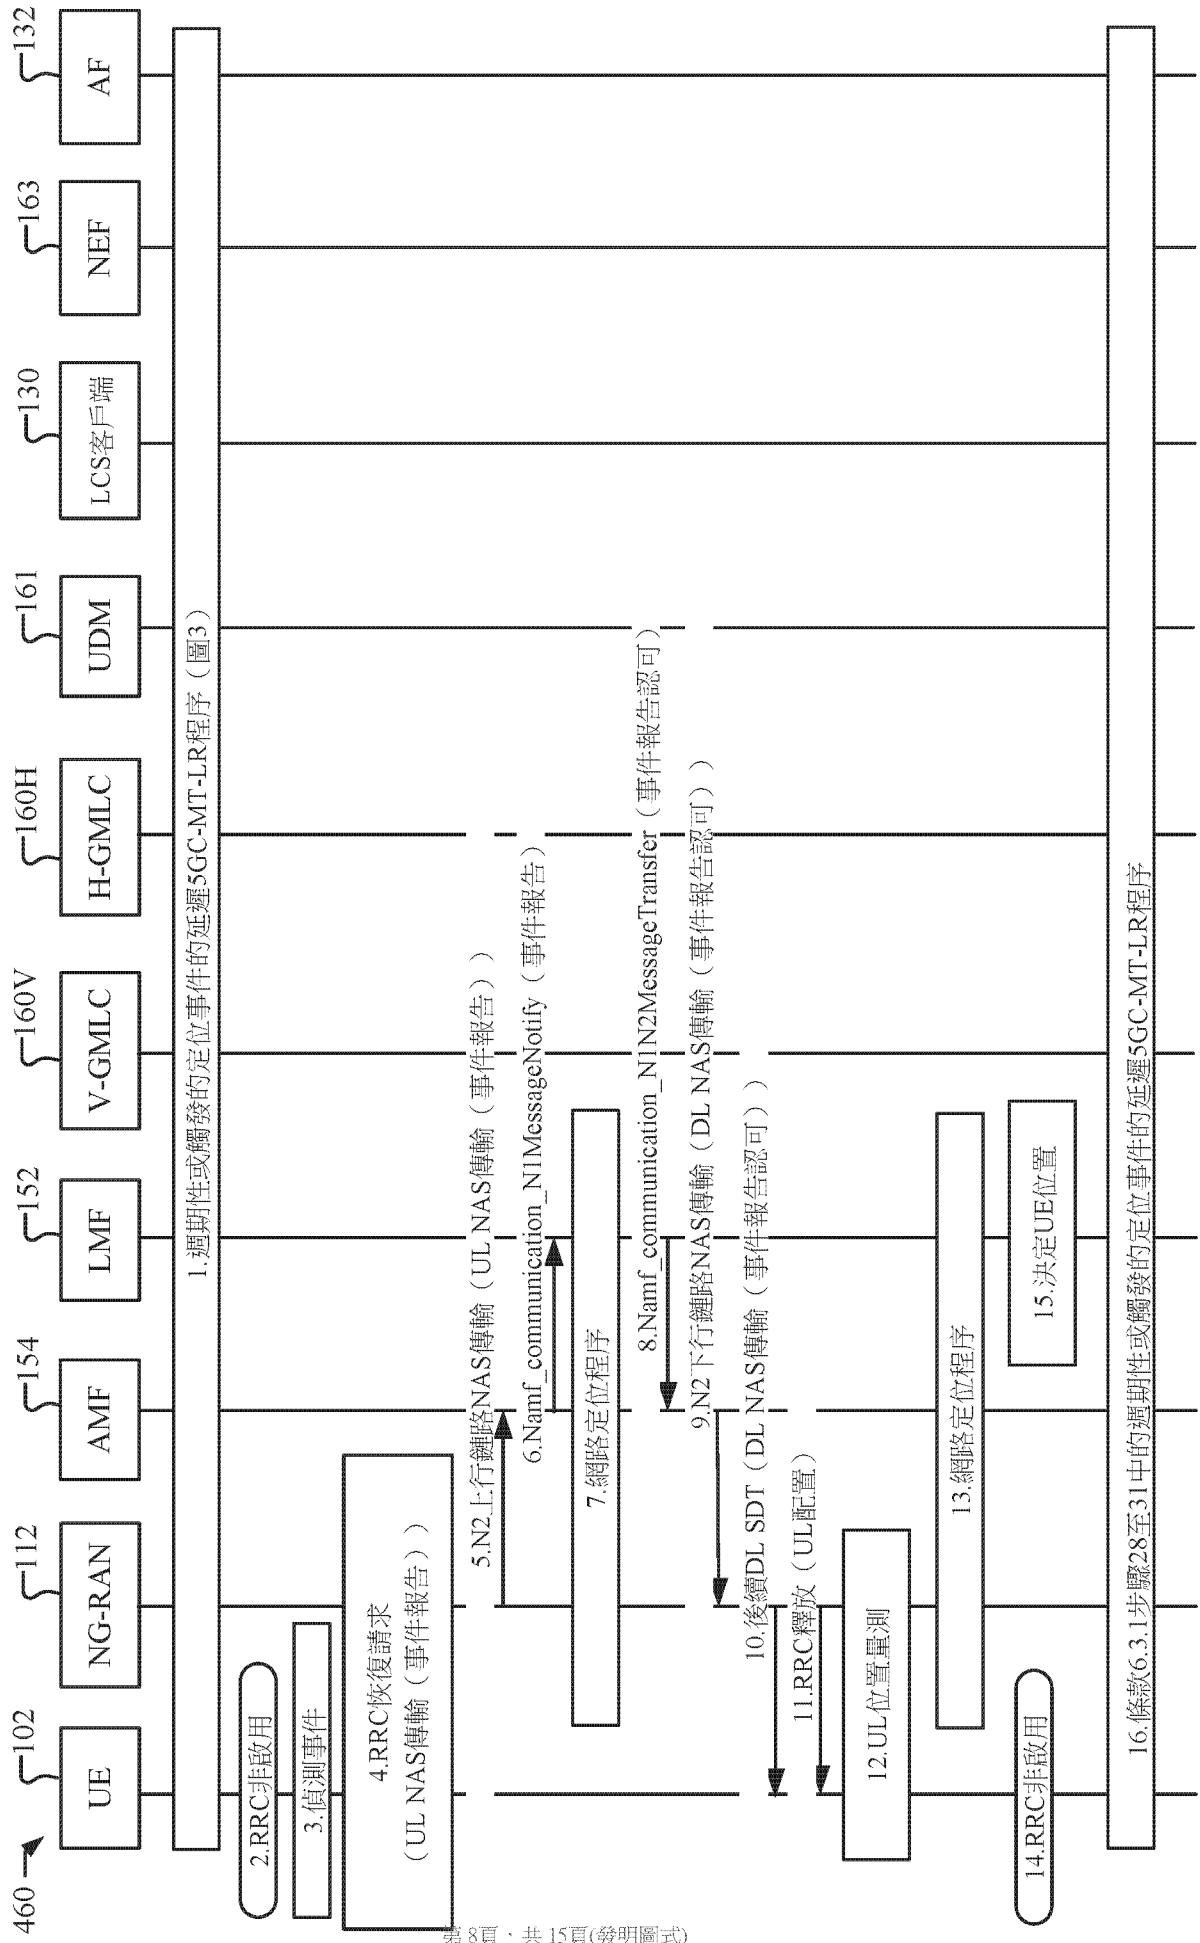 460
102
112
154
152
160V
160H
161
130
163
132
UE
NG-RAN
AMF
LMF
V-GMLC
H-GMLC
UDM
LCS客戶端
NEF
AF
1.週期性或觸發的定位事件的延遲5GC-MT-LR程序（圖3）
2.RRC非啟用
3.偵測事件
4.RRC恢復請求
（UL NAS傳輸（事件報告））
5.N2上行鏈路NAS傳輸（UL NAS傳輸（事件報告））
6.Namf_communication_N1MessageNotify（事件報告）
7.網路定位程序
8.Namf_communication_N1N2MessageTransfer（事件報告認可）
9.N2下行鏈路NAS傳輸（DL NAS傳輸（事件報告認可））
10.後續DL SDT（DL NAS傳輸（事件報告認可））
11.RRC釋放（UL配置）
12.UL位置量測
13.網路定位程序
14.RRC非啟用
15.決定UE位置
16.條款6.3.1步驟28至31中的週期性或觸發的定位事件的延遲5GC-MT-LR程序
第 8頁，共 15頁(發明圖式)